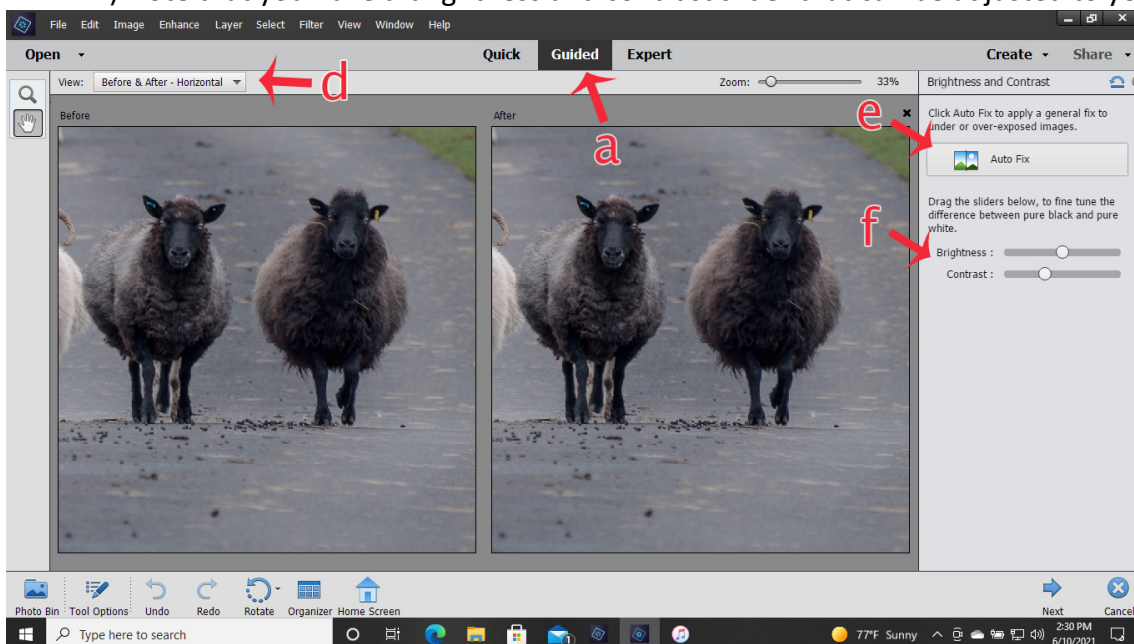 File Edit Image Enhance Layer Select Filter View Window Help
Open Quick Guided Expert Create Share
View: Before & After - Horizontal d Zoom: 33% Brightness and Contrast
Before After
a
e
Click Auto Fix to apply a general fix to
under or over-exposed images.
Auto Fix
Drag the sliders below, to fine tune the
difference between pure black and pure
white.
f
Brightness :
Contrast :
Photo Bin Tool Options Undo Redo Rotate Organizer Home Screen Next Cancel
Type here to search 77°F Sunny 2:30 PM
6/10/2021